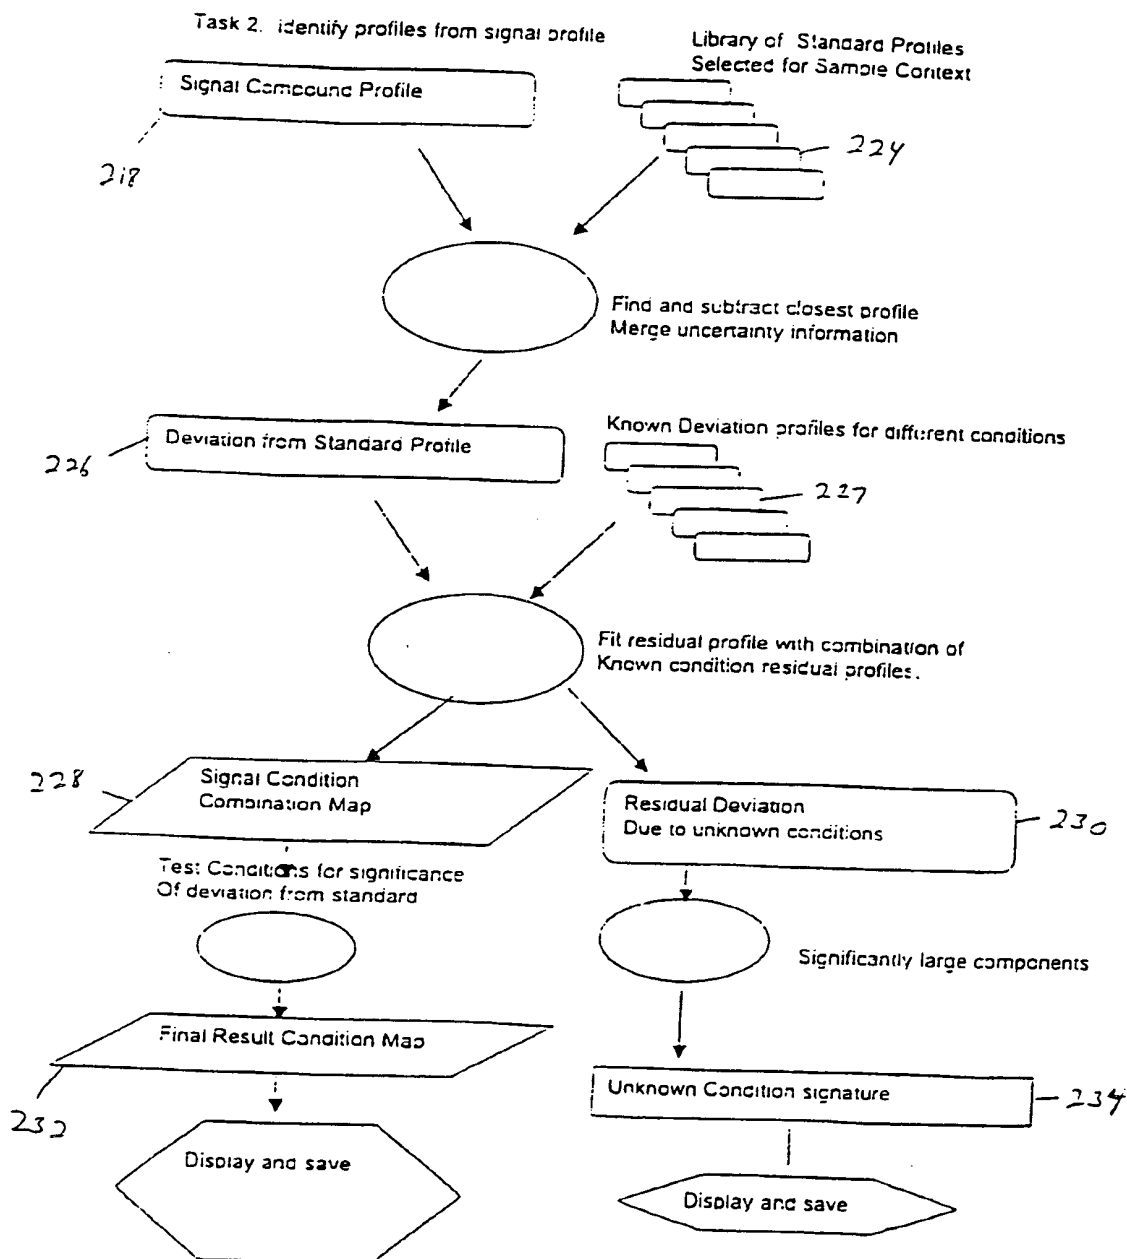 Task 2. identify profiles from signal profile
Library of Standard Profiles
Selected for Sample Context
Signal Compound Profile
224
218
Find and subtract closest profile
Merge uncertainty information
Deviation from Standard Profile
Known Deviation profiles for different conditions
226
227
Fit residual profile with combination of
Known condition residual profiles.
228
Signal Condition
Combination Map
Residual Deviation
Due to unknown conditions
230
Test Conditions for significance
Of deviation from standard
Significantly large components
Final Result Condition Map
Unknown Condition signature
234
232
Display and save
Display and save